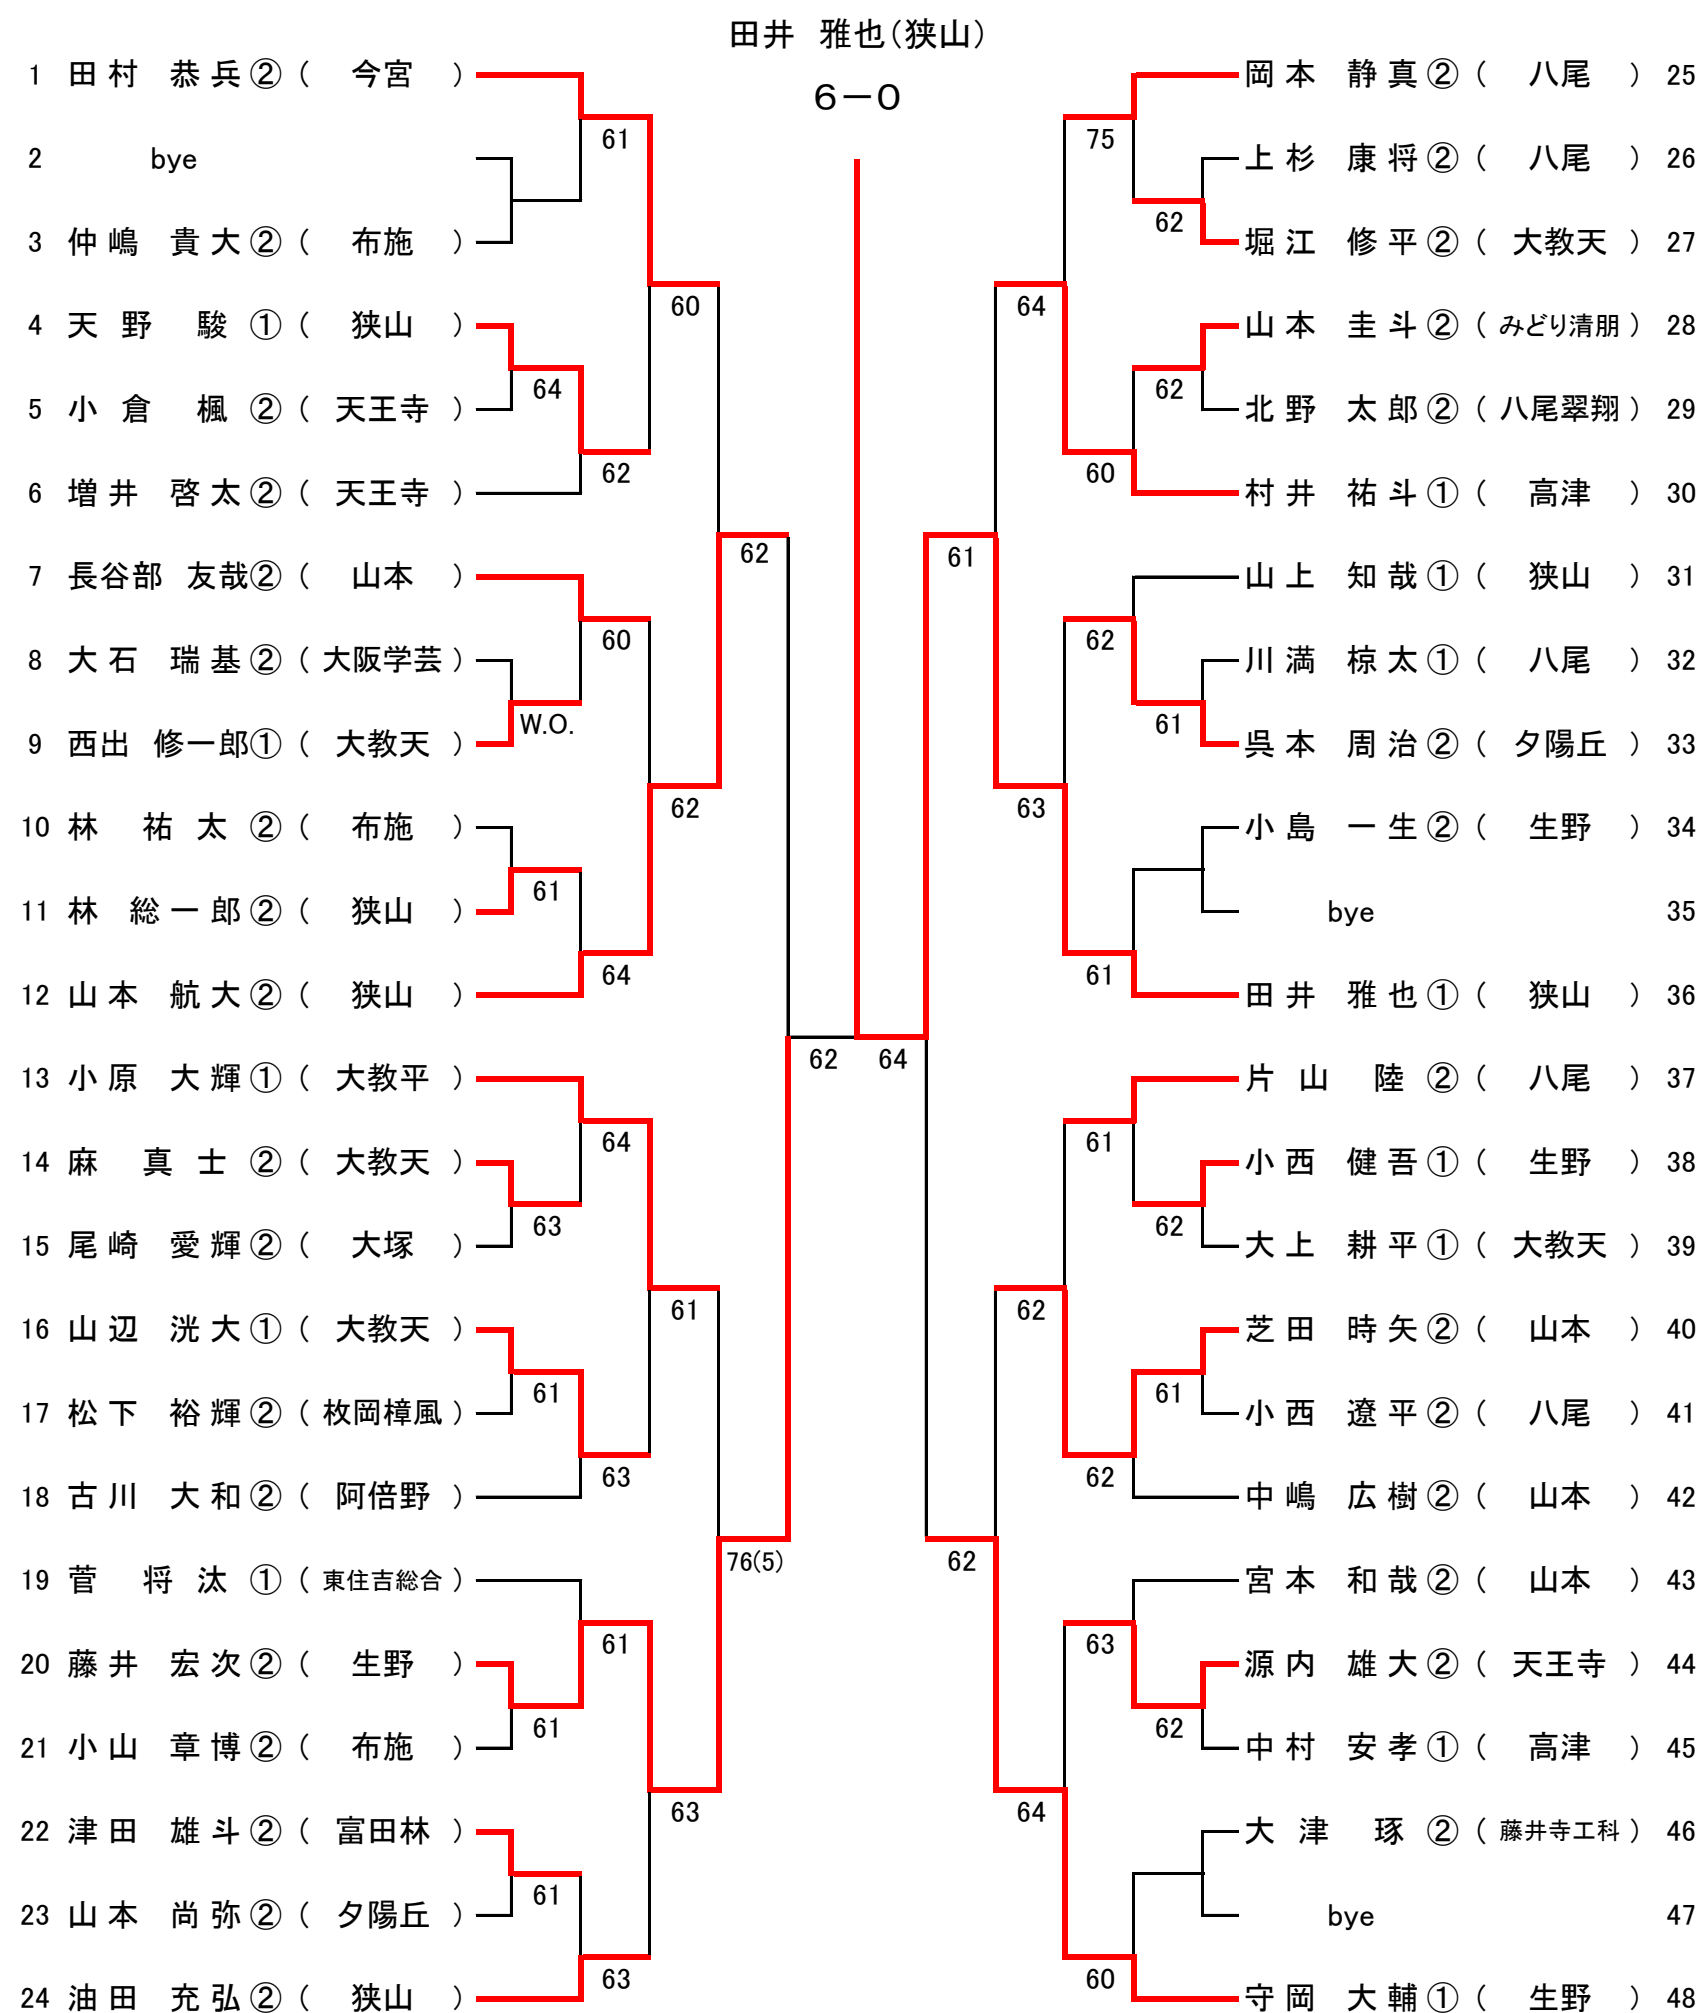 田井 雅也(狭山)
6-0
1 田村 恭兵② ( 今宮 )
2 bye
3 仲嶋 貴大② ( 布施 )
4 天野 駿① ( 狭山 )
5 小倉 楓② ( 天王寺 )
6 増井 啓太② ( 天王寺 )
7 長谷部 友哉② ( 山本 )
8 大石 瑞基② ( 大阪学芸 )
9 西出 修一郎① ( 大教天 )
10 林 祐太② ( 布施 )
11 林 総一郎② ( 狭山 )
12 山本 航大② ( 狭山 )
13 小原 大輝① ( 大教平 )
14 麻 真士② ( 大教天 )
15 尾崎 愛輝② ( 大塚 )
16 山辺 洸大① ( 大教天 )
17 松下 裕輝② ( 枚岡樟風 )
18 古川 大和② ( 阿倍野 )
19 菅 将汰① ( 東住吉総合 )
20 藤井 宏次② ( 生野 )
21 小山 章博② ( 布施 )
22 津田 雄斗② ( 富田林 )
23 山本 尚弥② ( 夕陽丘 )
24 油田 充弘② ( 狭山 )
61
64
62
60
W.O.
61
64
64
63
61
63
61
61
61
63
60
62
61
63
62
76(5)
62
64
61
62
64
63
62
64
75
60
62
61
61
62
63
60
62
62
61
62
61
62
岡本 静真② ( 八尾 ) 25
上杉 康将② ( 八尾 ) 26
堀江 修平② ( 大教天 ) 27
山本 圭斗② ( みどり清朋 ) 28
北野 太郎② ( 八尾翠翔 ) 29
村井 祐斗① ( 高津 ) 30
山上 知哉① ( 狭山 ) 31
川満 椋太① ( 八尾 ) 32
呉本 周治② ( 夕陽丘 ) 33
小島 一生② ( 生野 ) 34
bye 35
田井 雅也① ( 狭山 ) 36
片山 陸② ( 八尾 ) 37
小西 健吾① ( 生野 ) 38
大上 耕平① ( 大教天 ) 39
芝田 時矢② ( 山本 ) 40
小西 遼平② ( 八尾 ) 41
中嶋 広樹② ( 山本 ) 42
宮本 和哉② ( 山本 ) 43
源内 雄大② ( 天王寺 ) 44
中村 安孝① ( 高津 ) 45
大津 琢② ( 藤井寺工科 ) 46
bye 47
守岡 大輔① ( 生野 ) 48